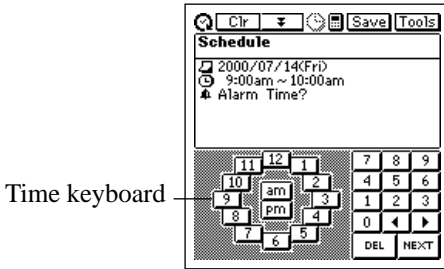 Clr Save Tools
Schedule
2000/07/14(Fri)
9:00am ~ 10:00am
Alarm Time?
Time keyboard
11 12 1
10 am 2
9 pm 3
8 4
7 6 5
7 8 9
4 5 6
1 2 3
0
DEL NEXT